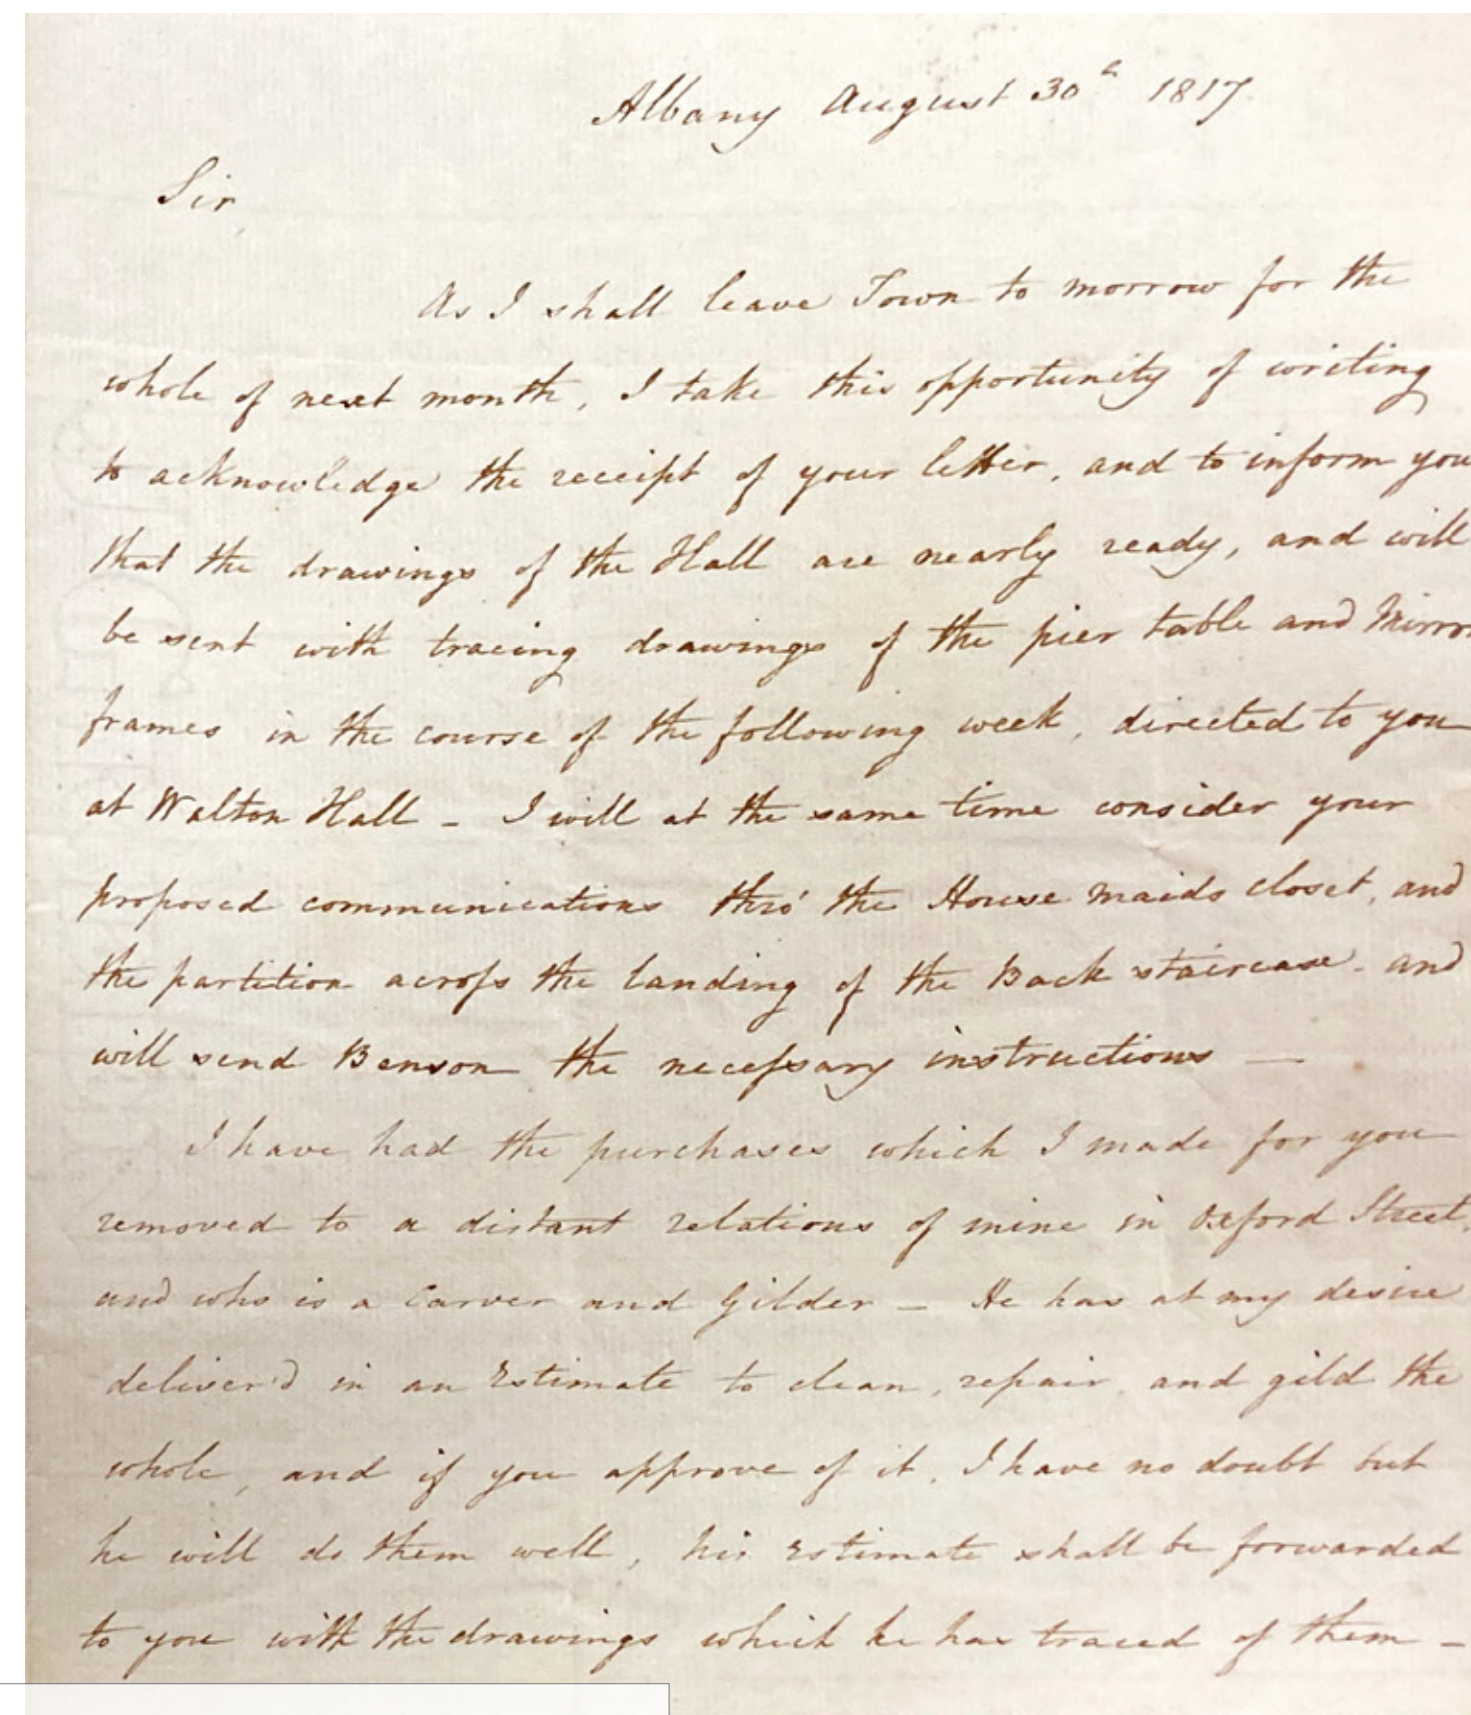 Albany August 30th 1817
Sir,
As I shall leave Town to morrow for the
whole of next month, I take this opportunity of writing
to acknowledge the receipt of your letter, and to inform you
that the drawings of the Hall are nearly ready, and will
be sent with tracing drawings of the pier table and Mirror
frames in the course of the following week, directed to you
at Walton Hall – I will at the same time consider your
proposed communications thro' the House maids closet, and
the partition across the landing of the Back staircase – and
will send Benson the necessary instructions —
I have had the purchases which I made for you
removed to a distant relations of mine in Oxford Street,
and who is a Carver and Gilder – He has at my desire
deliver'd in an Estimate to clean, repair, and gild the
whole, and if you approve of it, I have no doubt but
he will do them well, his Estimate shall be forwarded
to you with the drawings which he has traced of them –